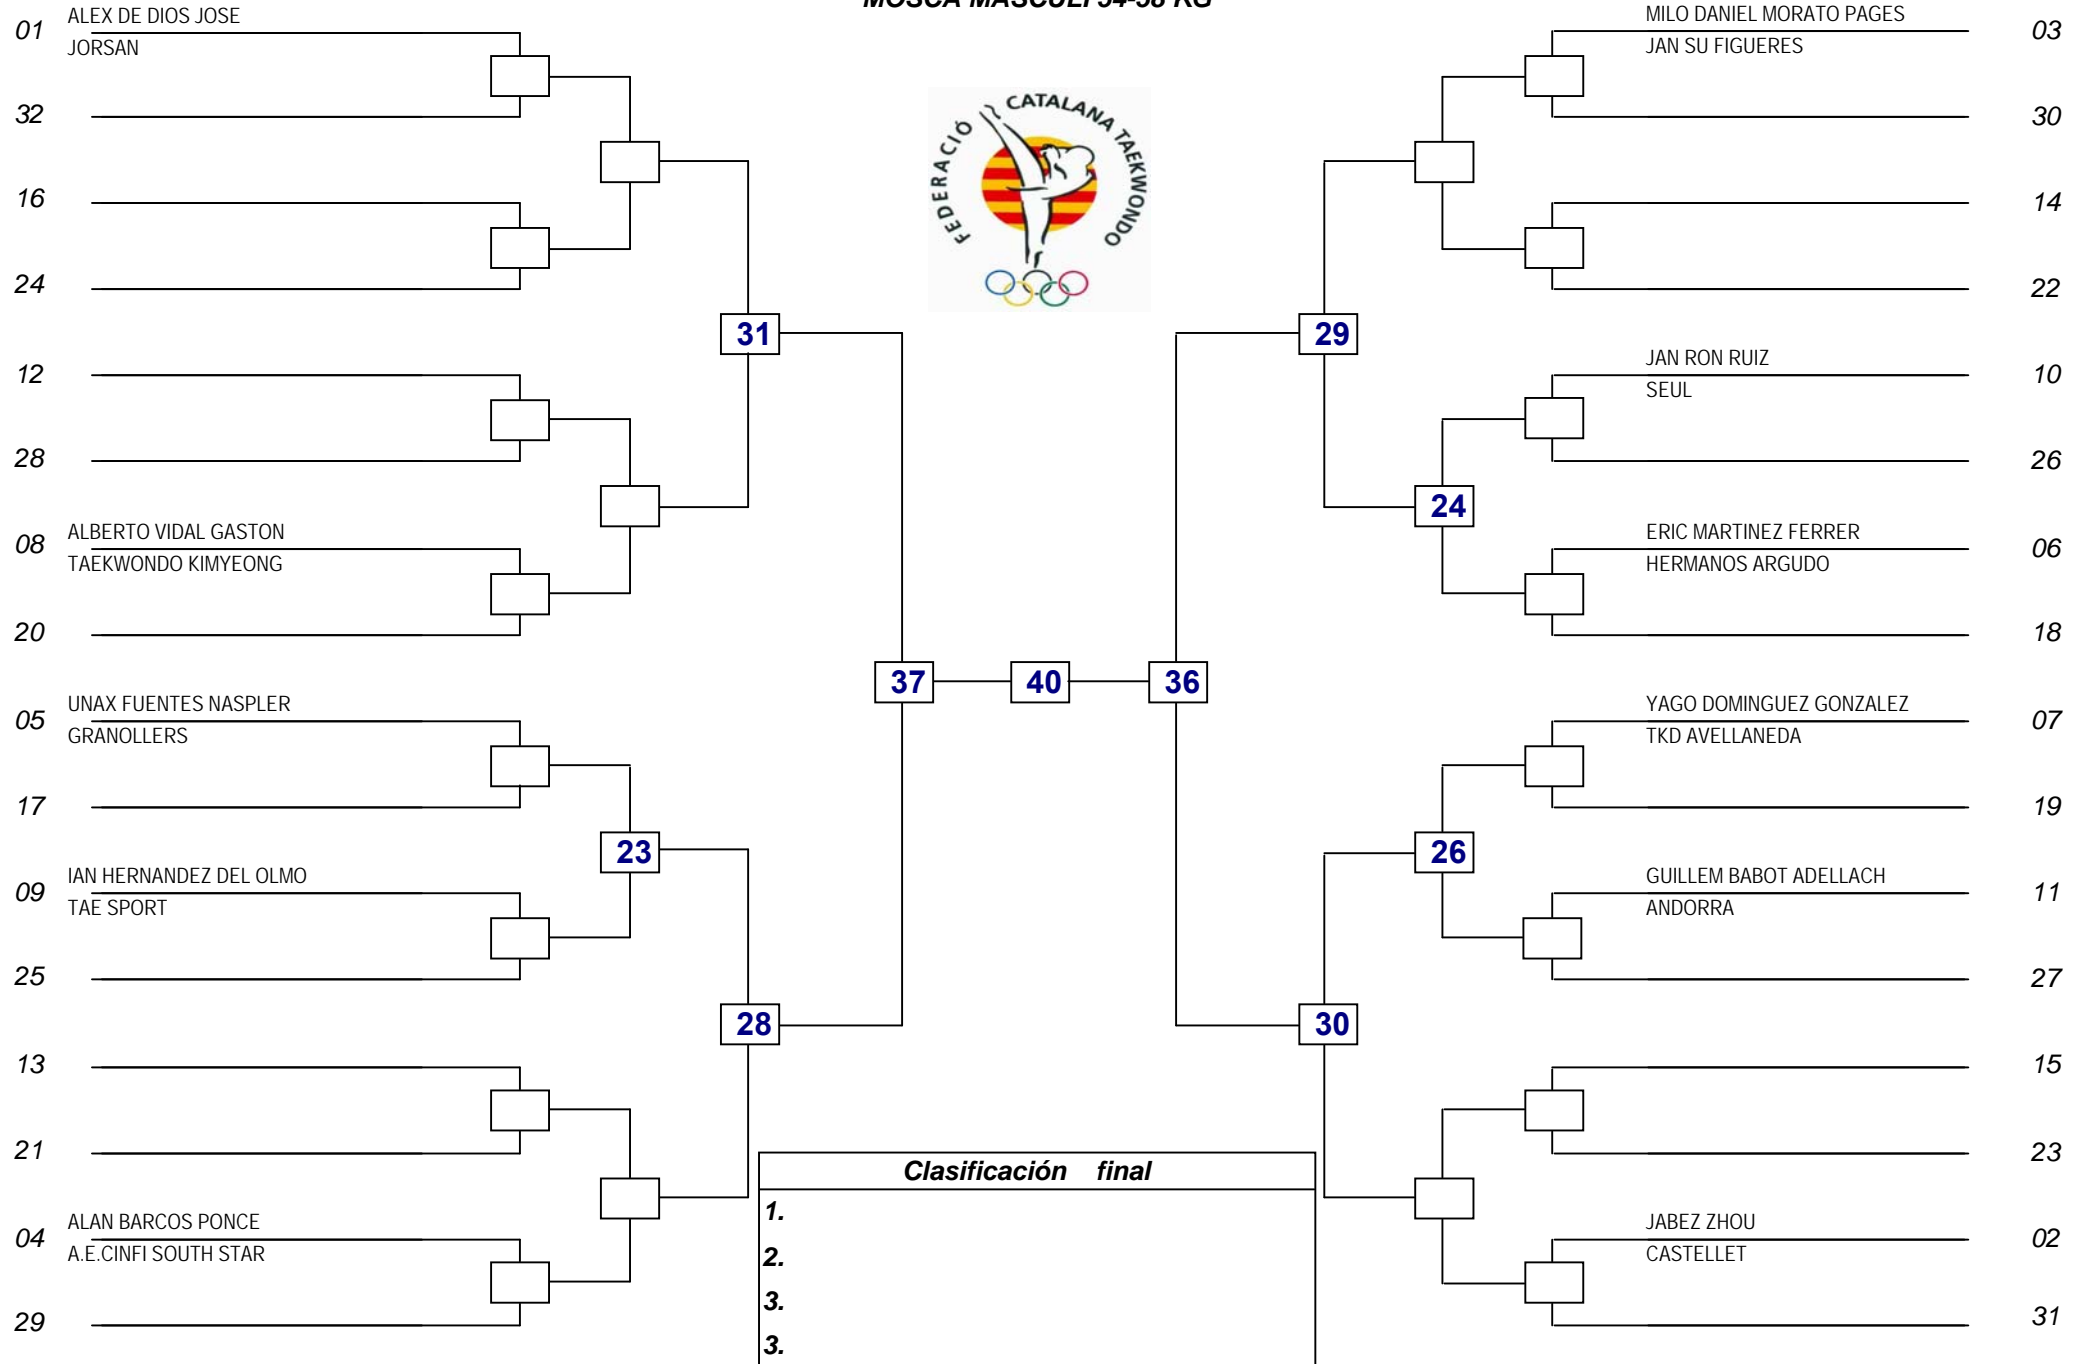 MOSCA MASCULI 54-58 KG
01 ALEX DE DIOS JOSE
JORSAN
32
16
24
12
28
08 ALBERTO VIDAL GASTON
TAEKWONDO KIMYEONG
20
05 UNAX FUENTES NASPLER
GRANOLLERS
17
09 IAN HERNANDEZ DEL OLMO
TAE SPORT
25
13
21
04 ALAN BARCOS PONCE
A.E.CINFI SOUTH STAR
29
31
23
28
37
40
36
FEDERACIÓ CATALANA TAEKWONDO
29
24
26
30
MILO DANIEL MORATO PAGES 03
JAN SU FIGUERES
30
14
22
JAN RON RUIZ 10
SEUL
26
ERIC MARTINEZ FERRER 06
HERMANOS ARGUDO
18
YAGO DOMINGUEZ GONZALEZ 07
TKD AVELLANEDA
19
GUILLEM BABOT ADELLACH 11
ANDORRA
27
15
23
JABEZ ZHOU 02
CASTELLET
31
Clasificación final
1.
2.
3.
3.